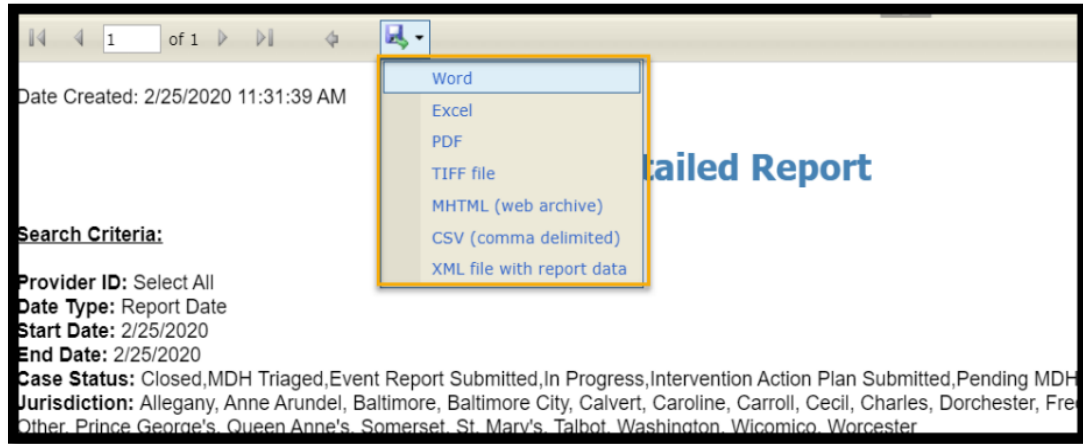 1 of 1
Word
Date Created: 2/25/2020 11:31:39 AM
Excel
PDF
TIFF file
tailed Report
MHTML (web archive)
Search Criteria:
CSV (comma delimited)
XML file with report data
Provider ID: Select All
Date Type: Report Date
Start Date: 2/25/2020
End Date: 2/25/2020
Case Status: Closed,MDH Triaged,Event Report Submitted,In Progress,Intervention Action Plan Submitted,Pending MDH
Jurisdiction: Allegany, Anne Arundel, Baltimore, Baltimore City, Calvert, Caroline, Carroll, Cecil, Charles, Dorchester, Fre
Other, Prince George's, Queen Anne's, Somerset, St. Mary's, Talbot, Washington, Wicomico, Worcester